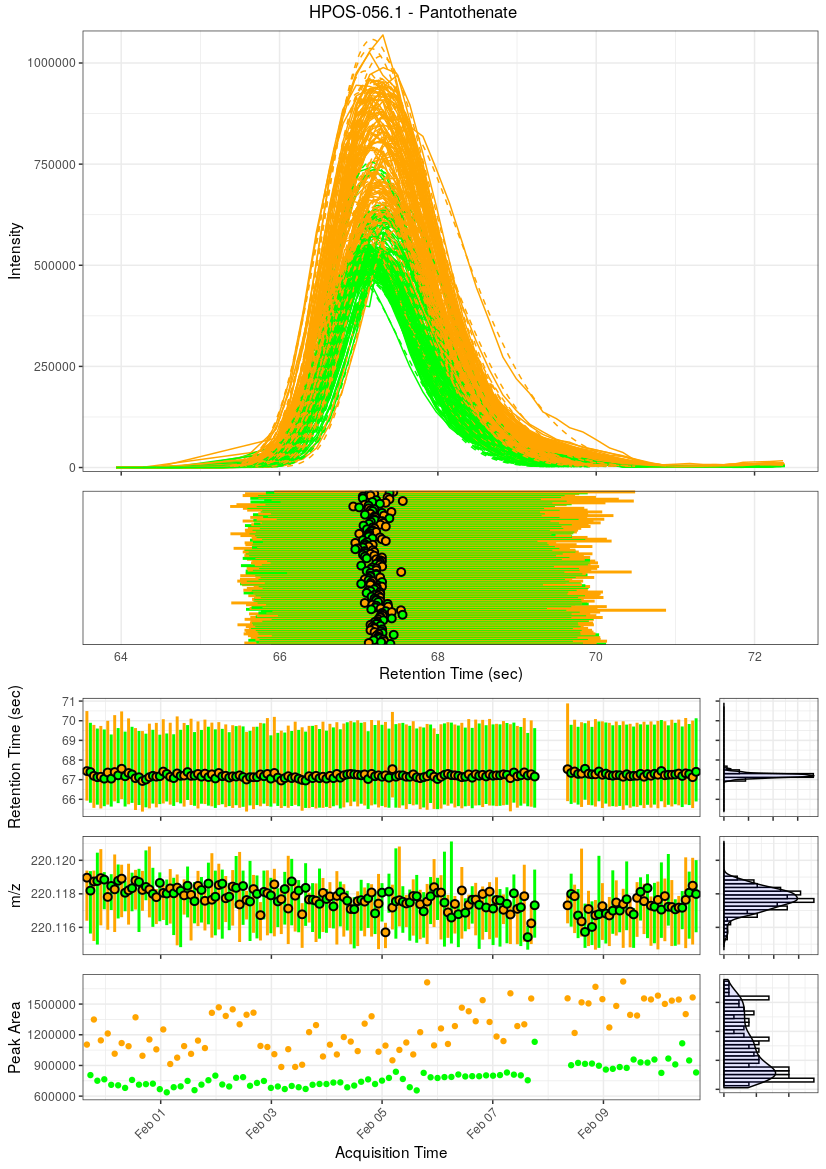 HPOS-056.1 - Pantothenate
Intensity
1000000
750000
500000
250000
0
64 66 68 70 72
Retention Time (sec)
Retention Time (sec)
71
70
69
68
67
66
m/z
220.120
220.118
220.116
Peak Area
1500000
1200000
900000
600000
Feb 01 Feb 03 Feb 05 Feb 07 Feb 09
Acquisition Time